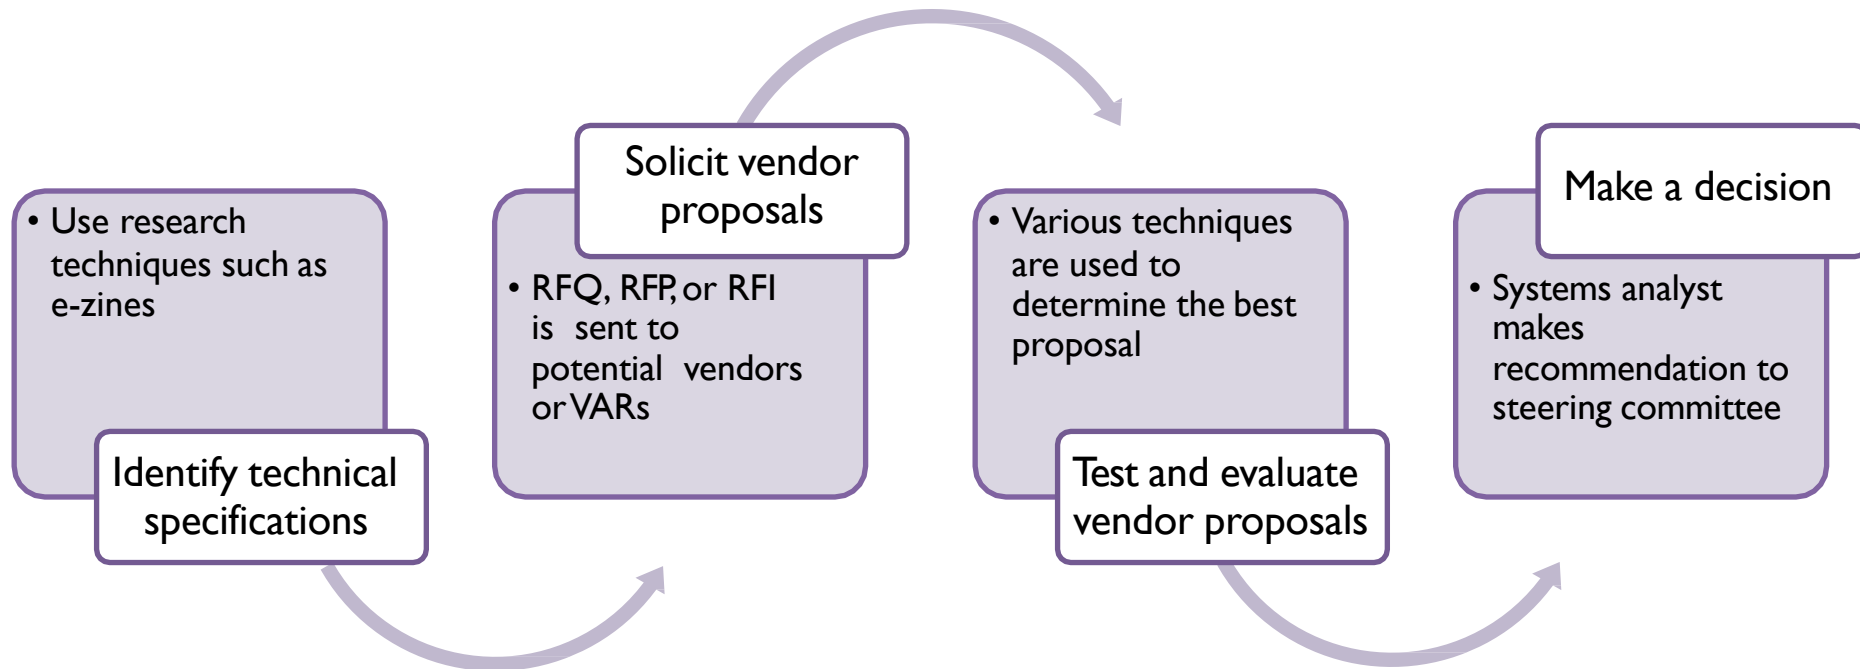 • Use research
techniques such as
e-zines
Identify technical
specifications
Solicit vendor
proposals
• RFQ, RFP, or RFI
is sent to
potential vendors
or VARs
• Various techniques
are used to
determine the best
proposal
Test and evaluate
vendor proposals
Make a decision
• Systems analyst
makes
recommendation to
steering committee